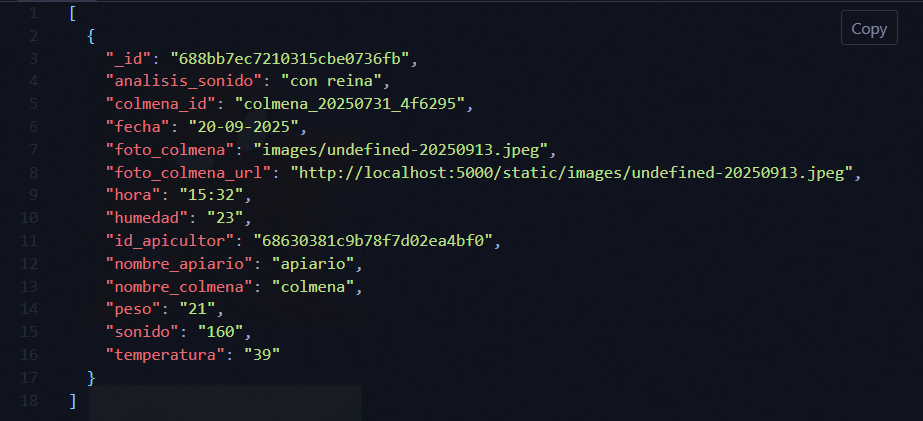 Copy
1 [
2 {
3 "_id": "688bb7ec7210315cbe0736fb",
4 "analisis_sonido": "con reina",
5 "colmena_id": "colmena_20250731_4f6295",
6 "fecha": "20-09-2025",
7 "foto_colmena": "images/undefined-20250913.jpeg",
8 "foto_colmena_url": "http://localhost:5000/static/images/undefined-20250913.jpeg",
9 "hora": "15:32",
10 "humedad": "23",
11 "id_apicultor": "68630381c9b78f7d02ea4bf0",
12 "nombre_apiario": "apiario",
13 "nombre_colmena": "colmena",
14 "peso": "21",
15 "sonido": "160",
16 "temperatura": "39"
17 }
18 ]